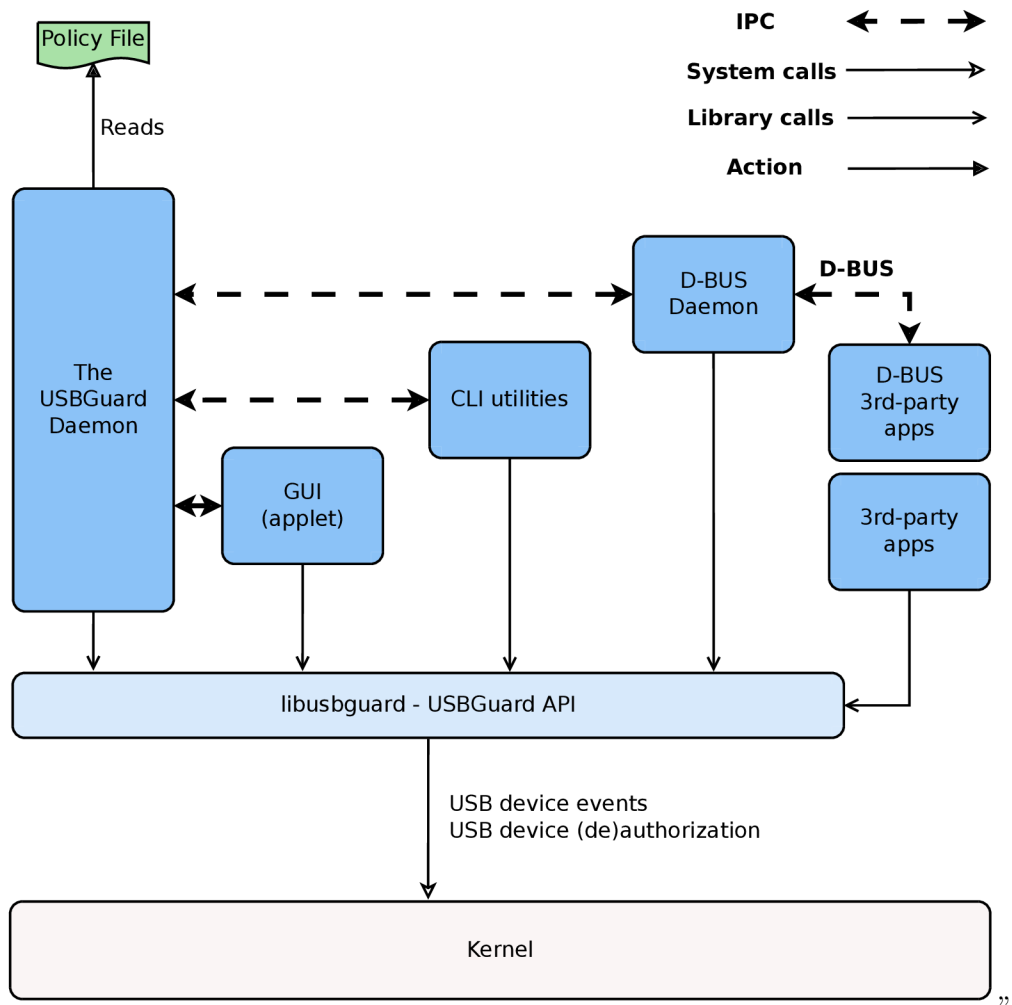 Policy File
IPC
System calls
Reads
Library calls
Action
D-BUS
D-BUS
Daemon
The
USBGuard
Daemon
CLI utilities
D-BUS
3rd-party
apps
GUI
(applet)
3rd-party
apps
libusbguard - USBGuard API
USB device events
USB device (de)authorization
Kernel
”